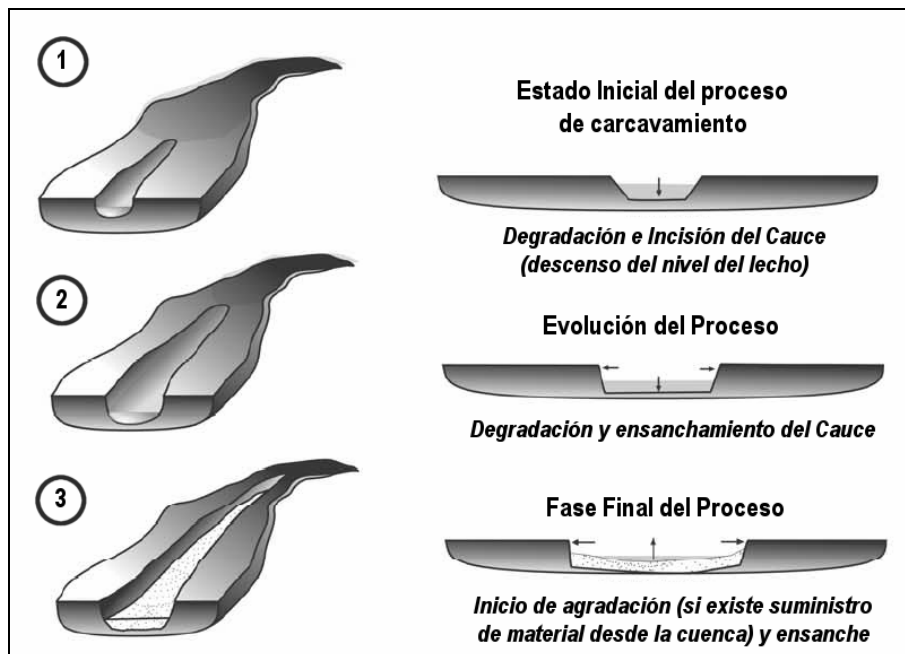 1
Estado Inicial del proceso
de carcavamiento
Degradación e Incisión del Cauce
(descenso del nivel del lecho)
2
Evolución del Proceso
Degradación y ensanchamiento del Cauce
3
Fase Final del Proceso
Inicio de agradación (si existe suministro
de material desde la cuenca) y ensanche